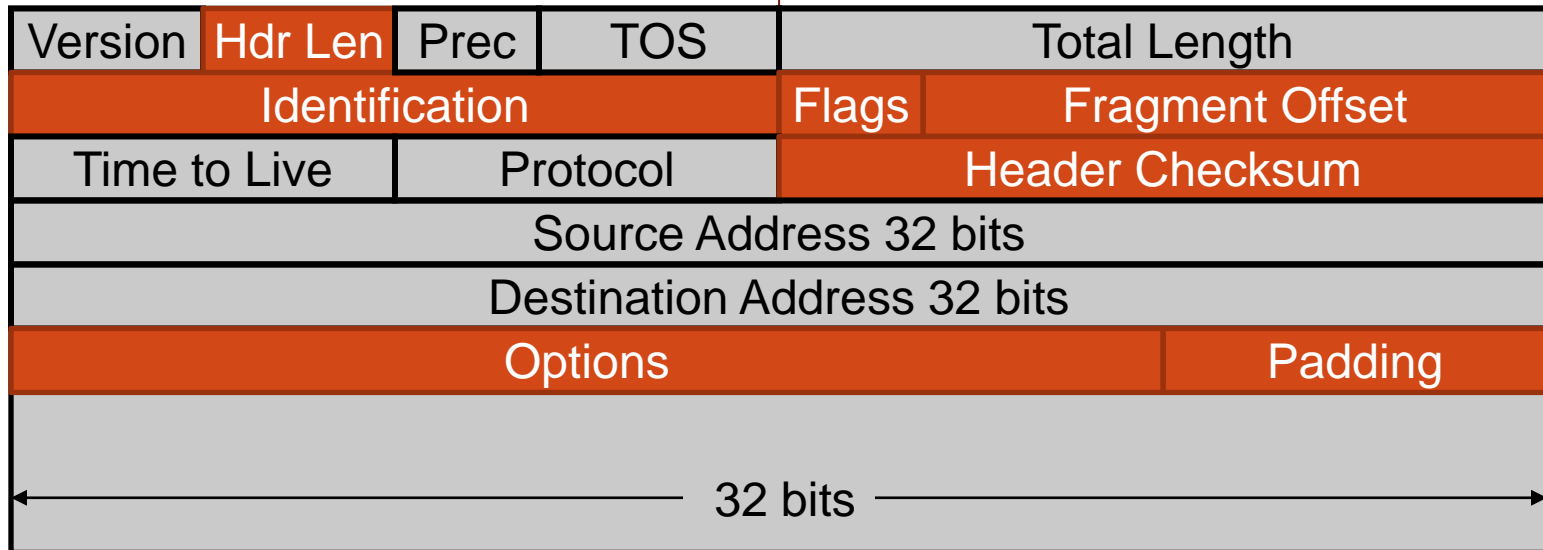 Version Hdr Len Prec TOS Total Length
Identification Flags Fragment Offset
Time to Live Protocol Header Checksum
Source Address 32 bits
Destination Address 32 bits
Options Padding
32 bits